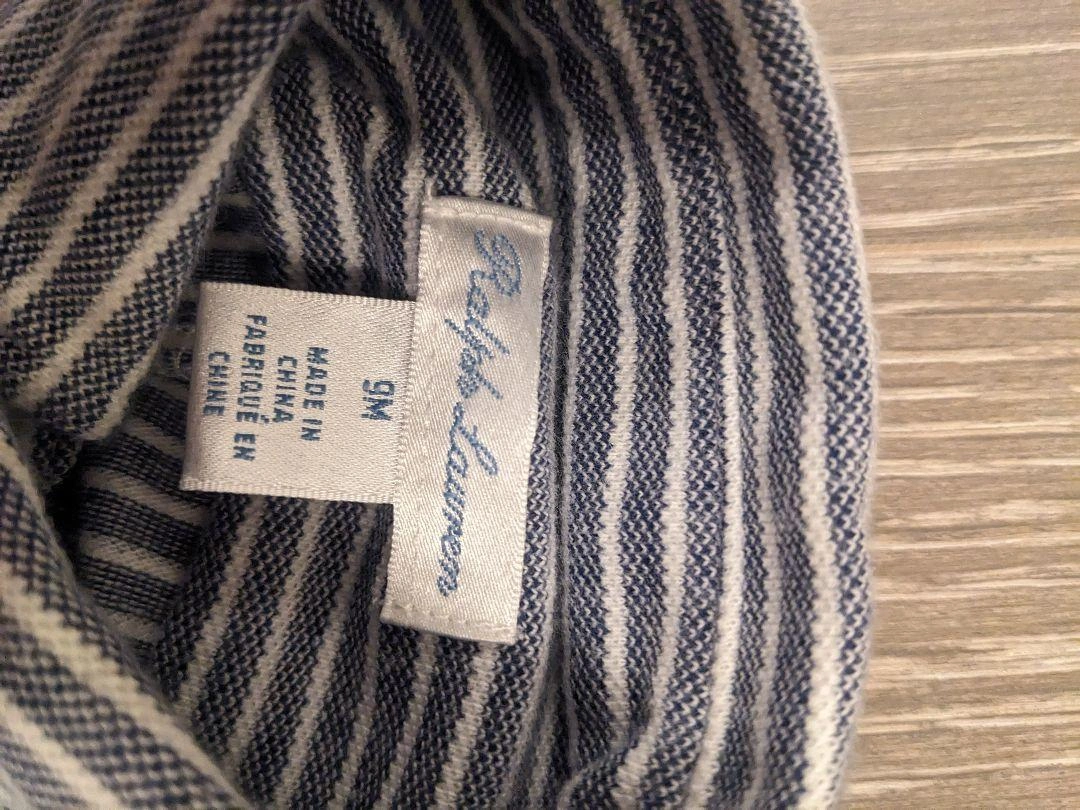 Ralph Lauren
9M
MADE IN
CHINA
FABRIQUÉ EN
CHINE